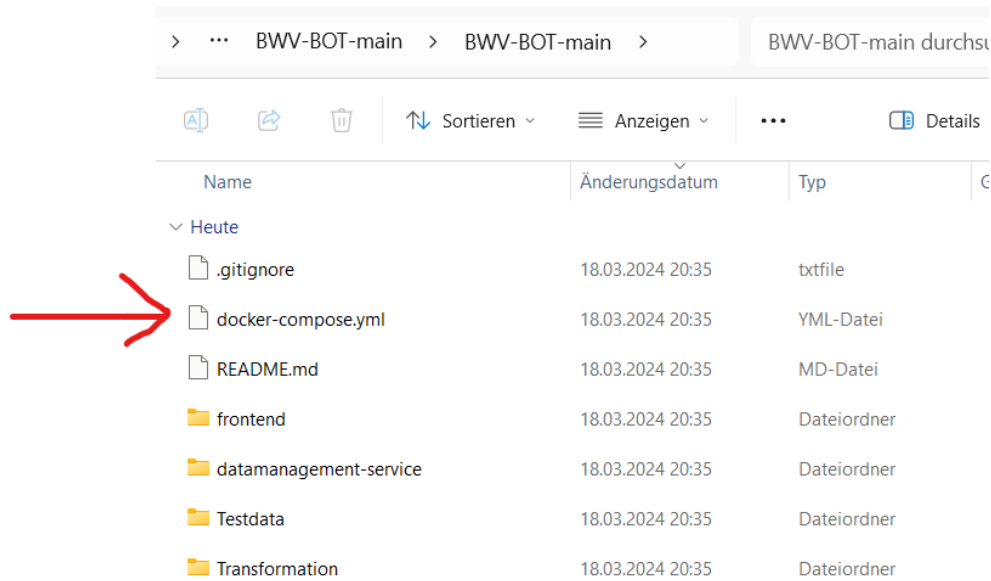 > ··· BWV-BOT-main > BWV-BOT-main > BWV-BOT-main durchsu
Sortieren Anzeigen ··· Details
Name Änderungsdatum Typ G
Heute
.gitignore 18.03.2024 20:35 txtfile
docker-compose.yml 18.03.2024 20:35 YML-Datei
README.md 18.03.2024 20:35 MD-Datei
frontend 18.03.2024 20:35 Dateiordner
datamanagement-service 18.03.2024 20:35 Dateiordner
Testdata 18.03.2024 20:35 Dateiordner
Transformation 18.03.2024 20:35 Dateiordner